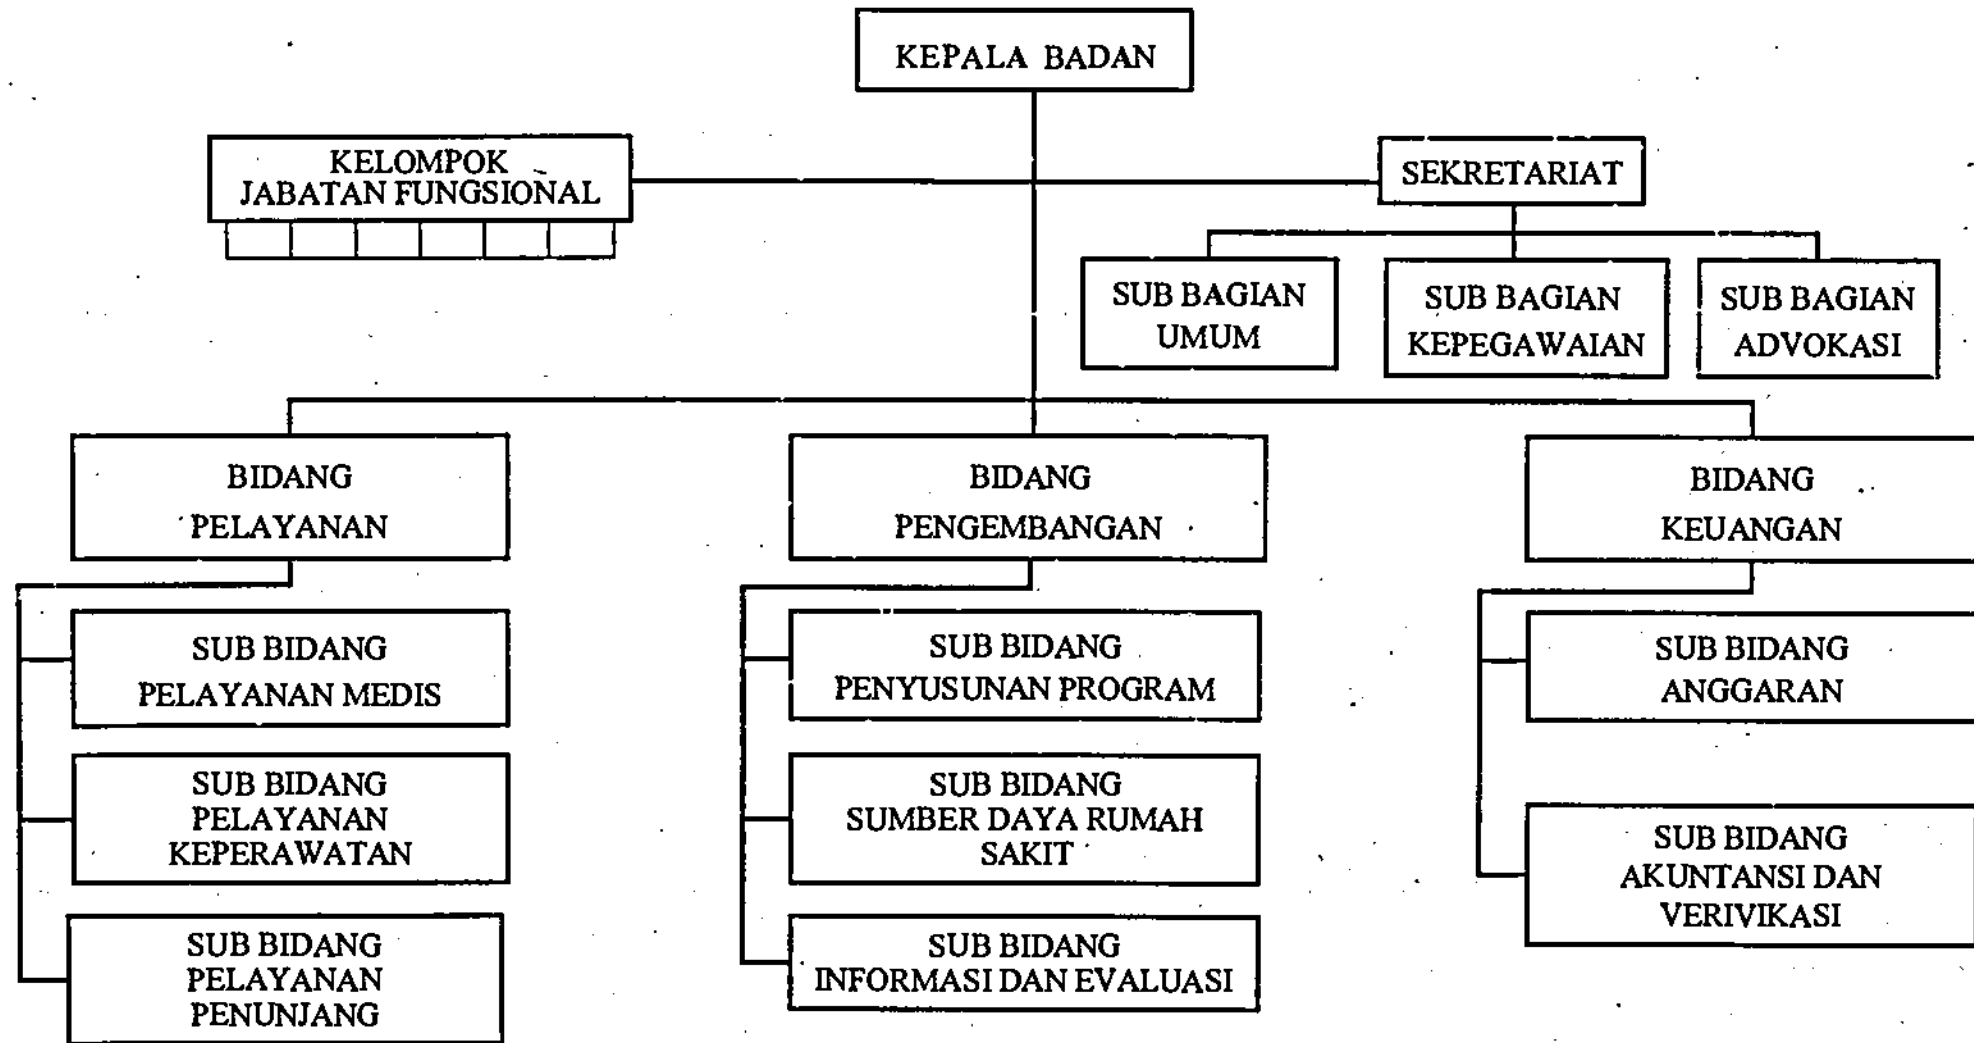 KEPALA BADAN
KELOMPOK
JABATAN FUNGSIONAL
SEKRETARIAT
SUB BAGIAN
UMUM
SUB BAGIAN
KEPEGAWAIAN
SUB BAGIAN
ADVOKASI
BIDANG
PELAYANAN
BIDANG
PENGEMBANGAN
BIDANG
KEUANGAN
SUB BIDANG
PELAYANAN MEDIS
SUB BIDANG
PELAYANAN
KEPERAWATAN
SUB BIDANG
PELAYANAN
PENUNJANG
SUB BIDANG
PENYUSUNAN PROGRAM
SUB BIDANG
SUMBER DAYA RUMAH
SAKIT
SUB BIDANG
INFORMASI DAN EVALUASI
SUB BIDANG
ANGGARAN
SUB BIDANG
AKUNTANSI DAN
VERIVIKASI